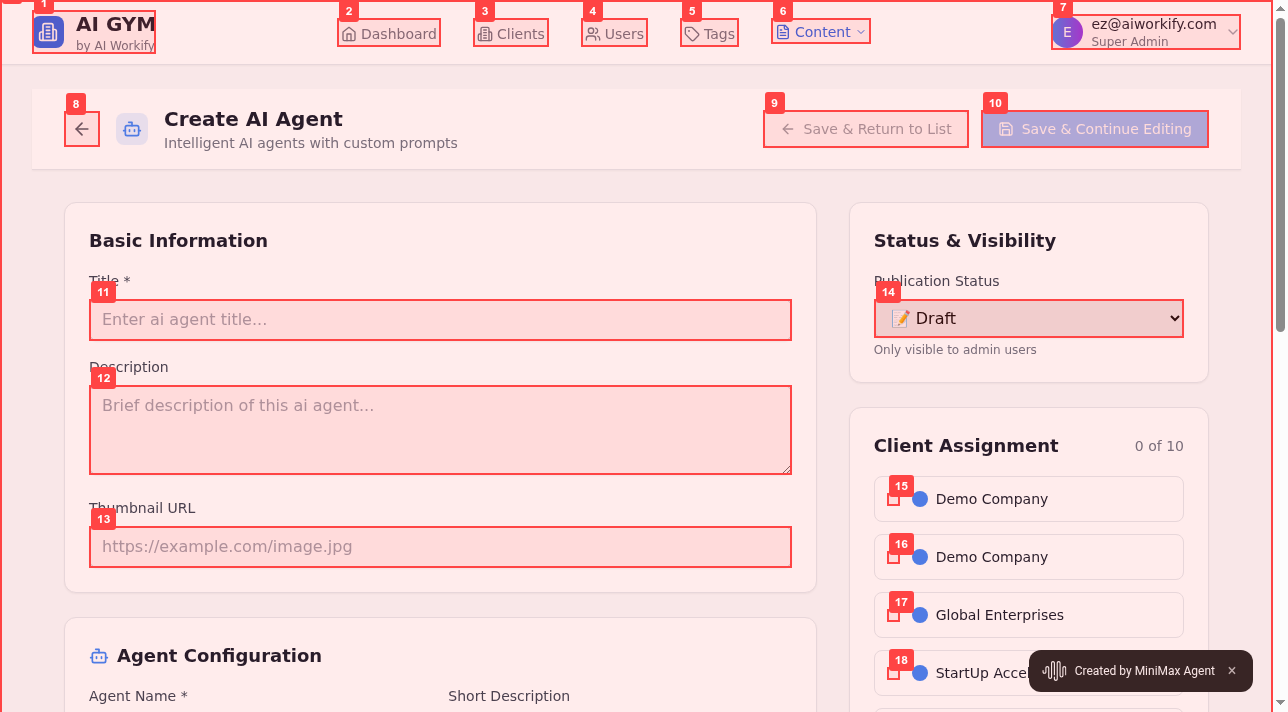 1
AI GYM
by AI Workify
2
Dashboard
3
Clients
4
Users
5
Tags
6
Content
7
E
ez@aiworkify.com
Super Admin
8
Create AI Agent
Intelligent AI agents with custom prompts
9
Save & Return to List
10
Save & Continue Editing
Basic Information
Title *
11
Enter ai agent title...
Description
12
Brief description of this ai agent...
Thumbnail URL
13
https://example.com/image.jpg
Agent Configuration
Agent Name *
Short Description
Status & Visibility
Publication Status
14
Draft
Only visible to admin users
Client Assignment
0 of 10
15
Demo Company
16
Demo Company
17
Global Enterprises
18
StartUp
Created by MiniMax Agent